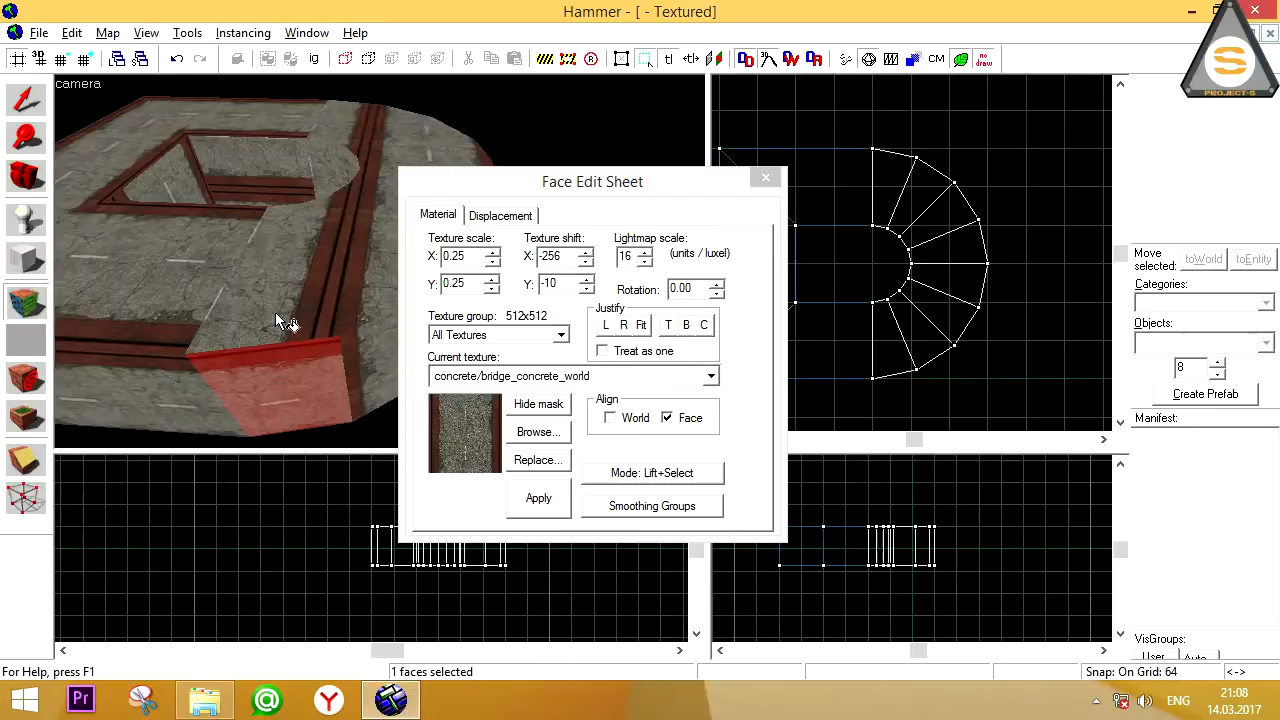 Hammer - [ - Textured]
File Edit Map View Tools Instancing Window Help
camera
S
PROJECT-S
Face Edit Sheet
Material Displacement
Texture scale: Texture shift: Lightmap scale:
X: 0.25 X: -256 16 (units / luxel)
Y: 0.25 Y: -10 Rotation: 0.00
Texture group: 512x512 Justify
All Textures L R Fit T B C
Current texture: Treat as one
concrete/bridge_concrete_world
Hide mask Align
World Face
Browse...
Replace... Mode: Lift+Select
Apply Smoothing Groups
Move selected: toWorld toEntity
Categories:
Objects:
8
Create Prefab
Manifest:
VisGroups:
User Auto
For Help, press F1 1 faces selected Snap: On Grid: 64 <->
Pr Y ENG 21:08
14.03.2017